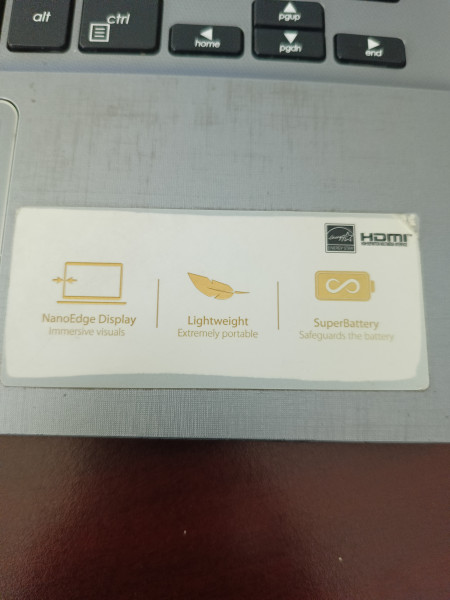 alt
ctrl
home
pgup
pgdn
end
HDMI
NanoEdge Display
Immersive visuals
Lightweight
Extremely portable
SuperBattery
Safeguards the battery